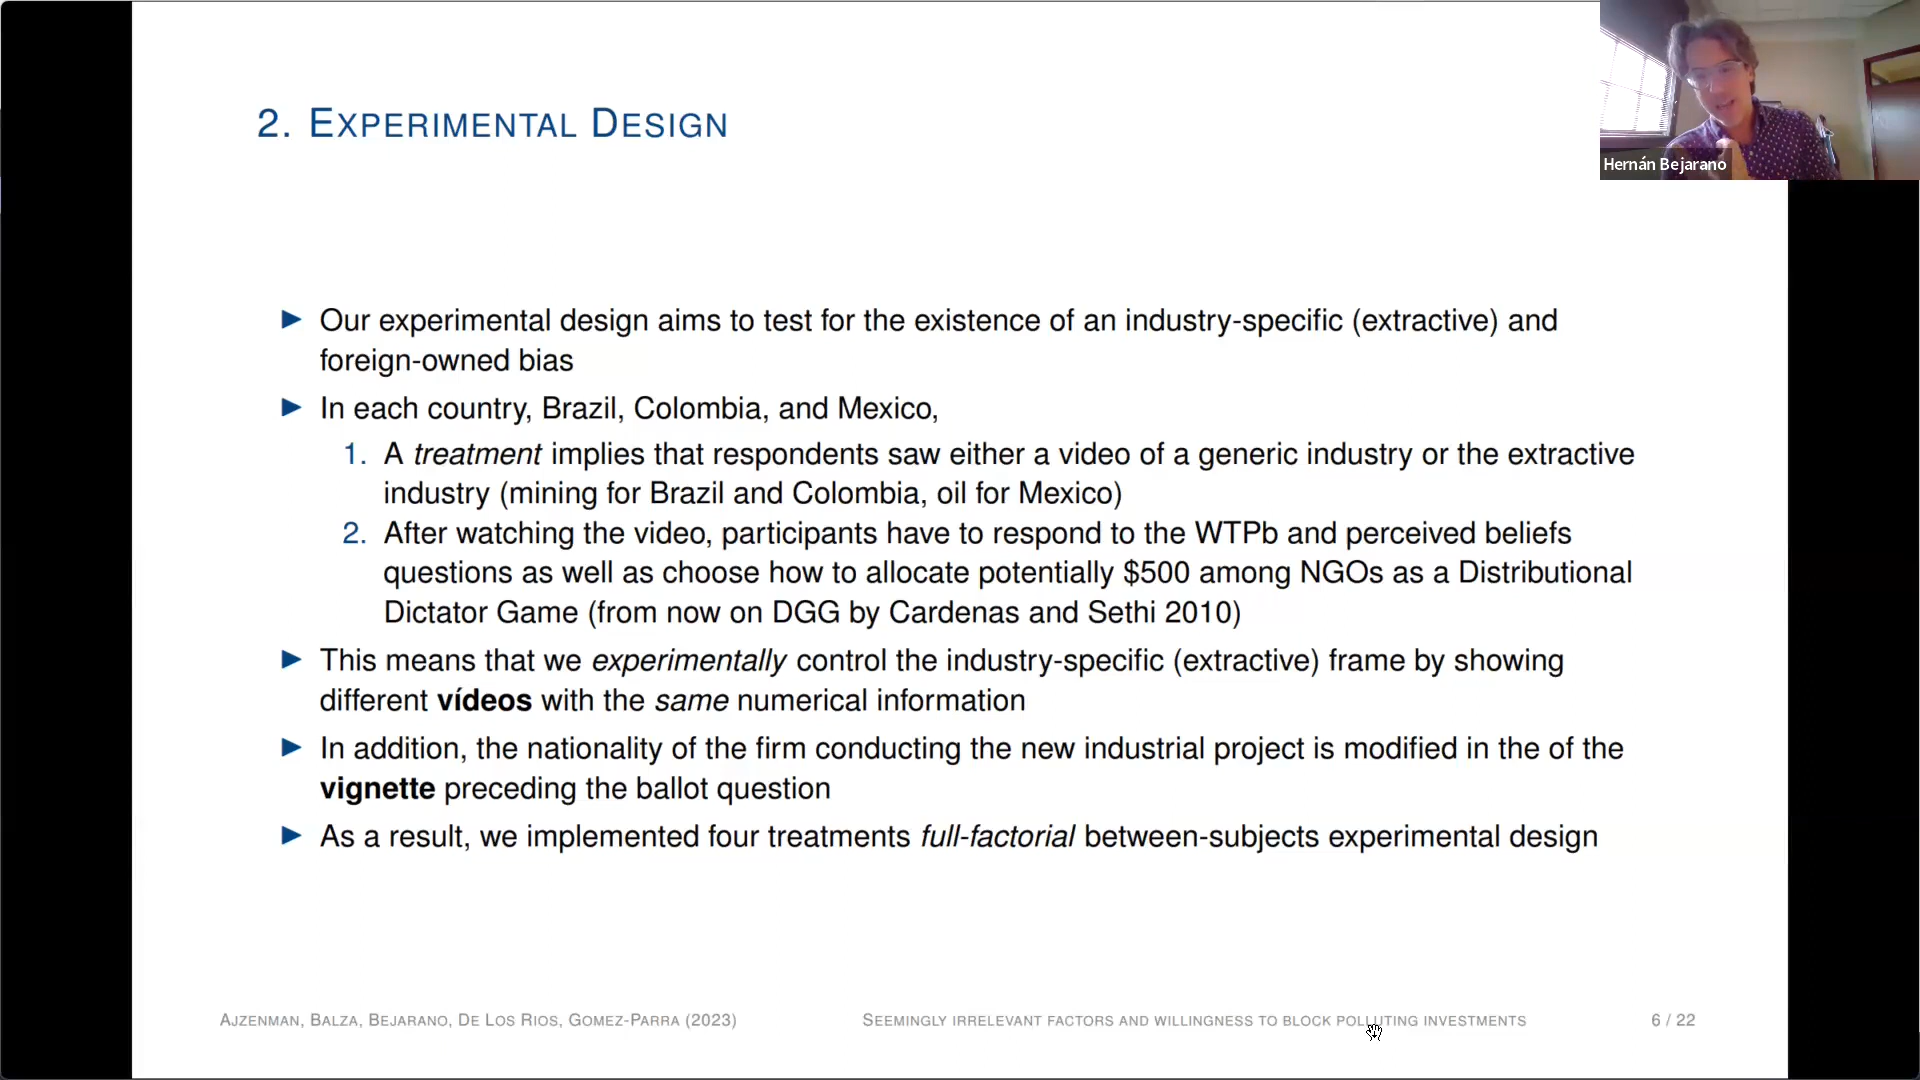 2. EXPERIMENTAL DESIGN
Hernán Bejarano
► Our experimental design aims to test for the existence of an industry-specific (extractive) and
foreign-owned bias
► In each country, Brazil, Colombia, and Mexico,
1. A treatment implies that respondents saw either a video of a generic industry or the extractive
industry (mining for Brazil and Colombia, oil for Mexico)
2. After watching the video, participants have to respond to the WTPb and perceived beliefs
questions as well as choose how to allocate potentially $500 among NGOs as a Distributional
Dictator Game (from now on DGG by Cardenas and Sethi 2010)
► This means that we experimentally control the industry-specific (extractive) frame by showing
different vídeos with the same numerical information
► In addition, the nationality of the firm conducting the new industrial project is modified in the of the
vignette preceding the ballot question
► As a result, we implemented four treatments full-factorial between-subjects experimental design
AJZENMAN, BALZA, BEJARANO, DE LOS RIOS, GOMEZ-PARRA (2023)
SEEMINGLY IRRELEVANT FACTORS AND WILLINGNESS TO BLOCK POLLUTING INVESTMENTS
6 / 22